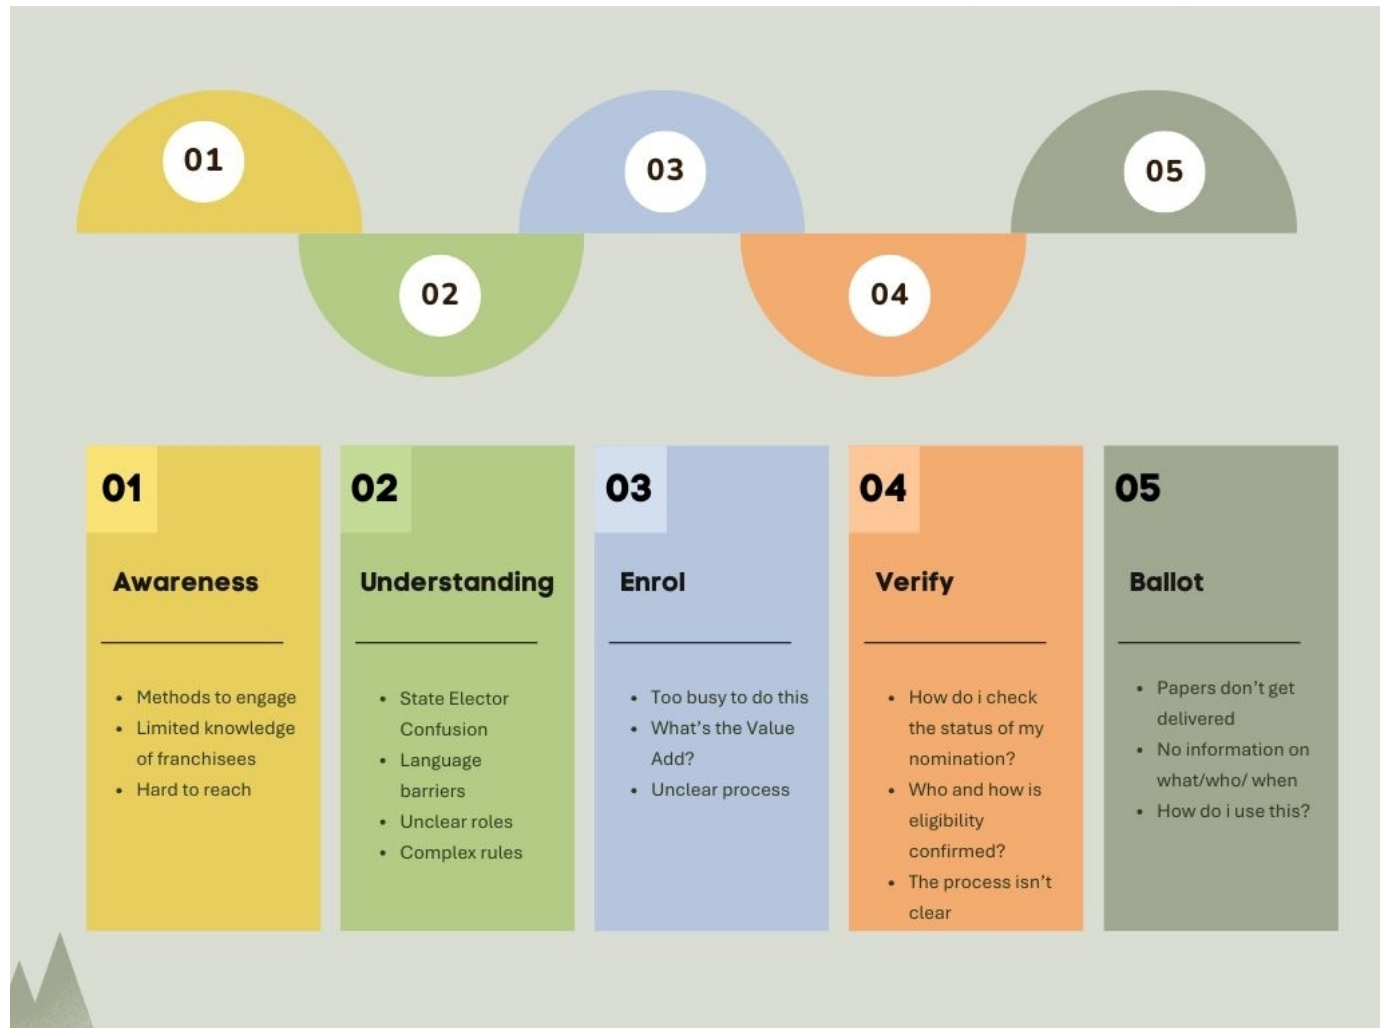 01
03
05
02
04
01
Awareness
• Methods to engage
• Limited knowledge
of franchisees
• Hard to reach
02
Understanding
• State Elector
Confusion
• Language
barriers
• Unclear roles
• Complex rules
03
Enrol
• Too busy to do this
• What's the Value
Add?
• Unclear process
04
Verify
• How do i check
the status of my
nomination?
• Who and how is
eligibility
confirmed?
• The process isn't
clear
05
Ballot
• Papers don't get
delivered
• No information on
what/who/ when
• How do i use this?